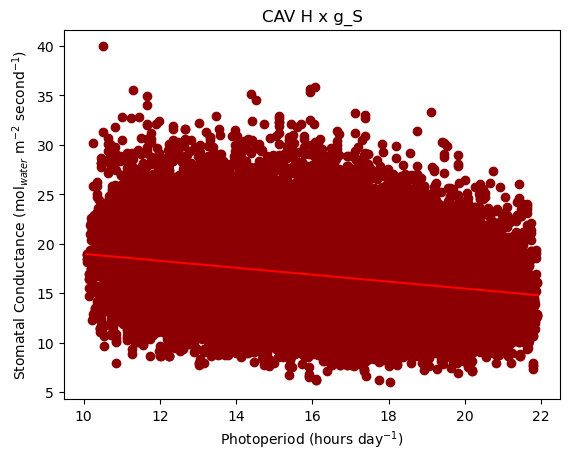 CAV H x g_S
Stomatal Conductance (mol_{water} m^{−2} second^{−1})
40
35
30
25
20
15
10
5
10 12 14 16 18 20 22
Photoperiod (hours day^{−1})